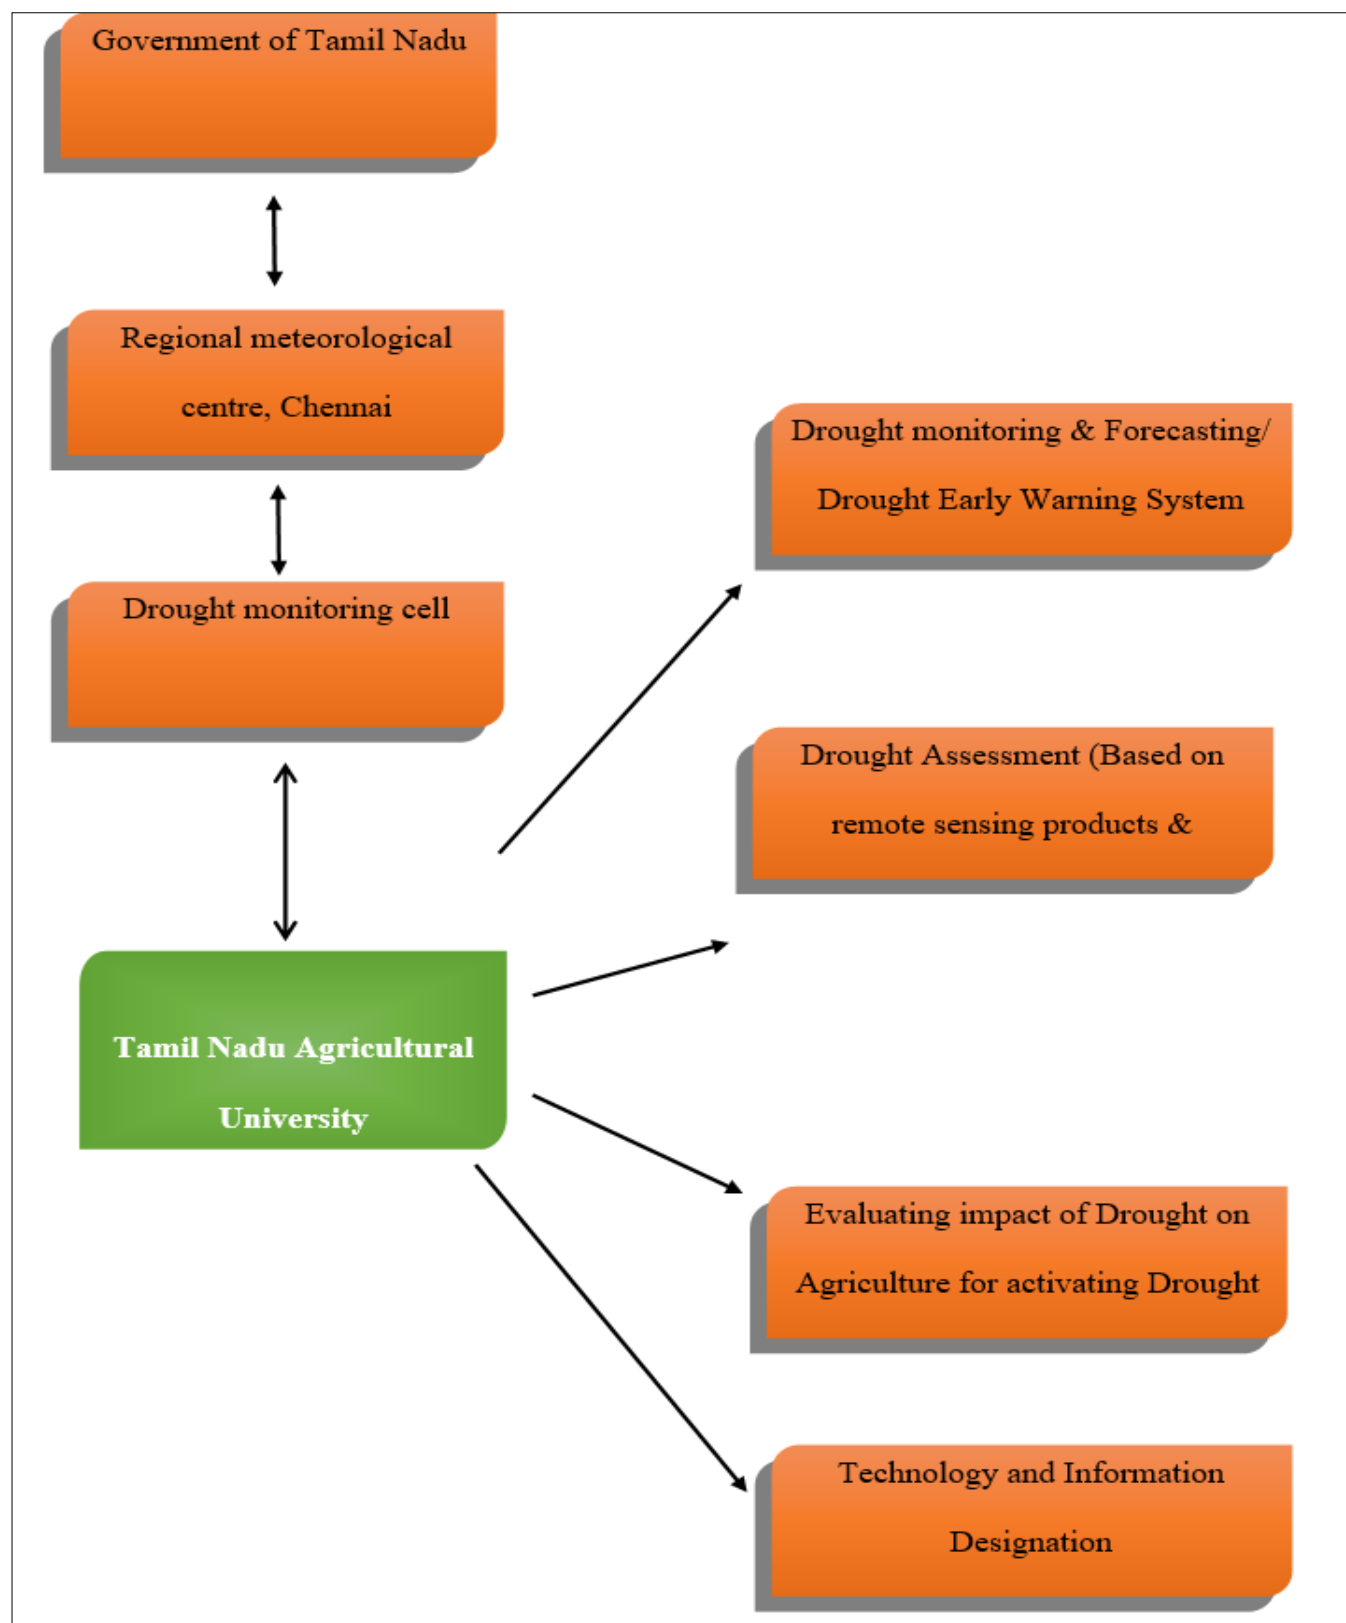 Government of Tamil Nadu
Regional meteorological
centre, Chennai
Drought monitoring cell
Tamil Nadu Agricultural
University
Drought monitoring & Forecasting/
Drought Early Warning System
Drought Assessment (Based on
remote sensing products &
Evaluating impact of Drought on
Agriculture for activating Drought
Technology and Information
Designation